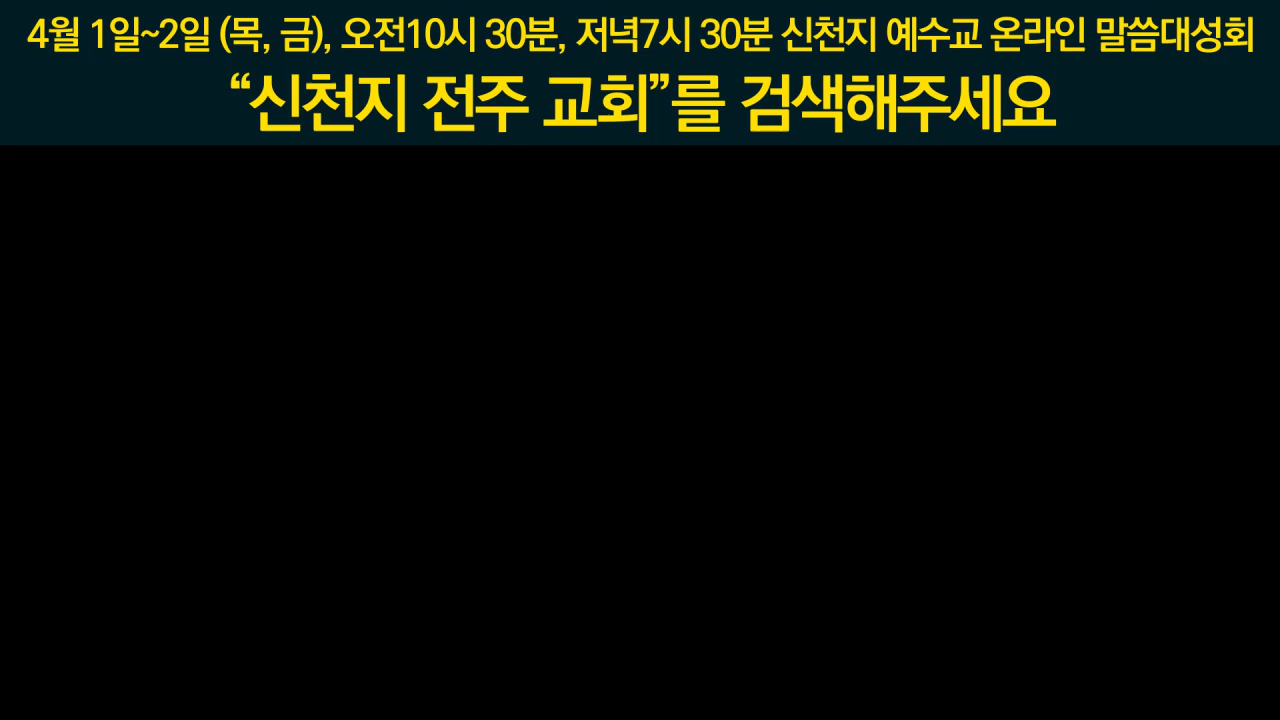 4월 1일~2일 (목, 금), 오전10시 30분, 저녁7시 30분 신천지 예수교 온라인 말씀대성회
“신천지 전주 교회”를 검색해주세요